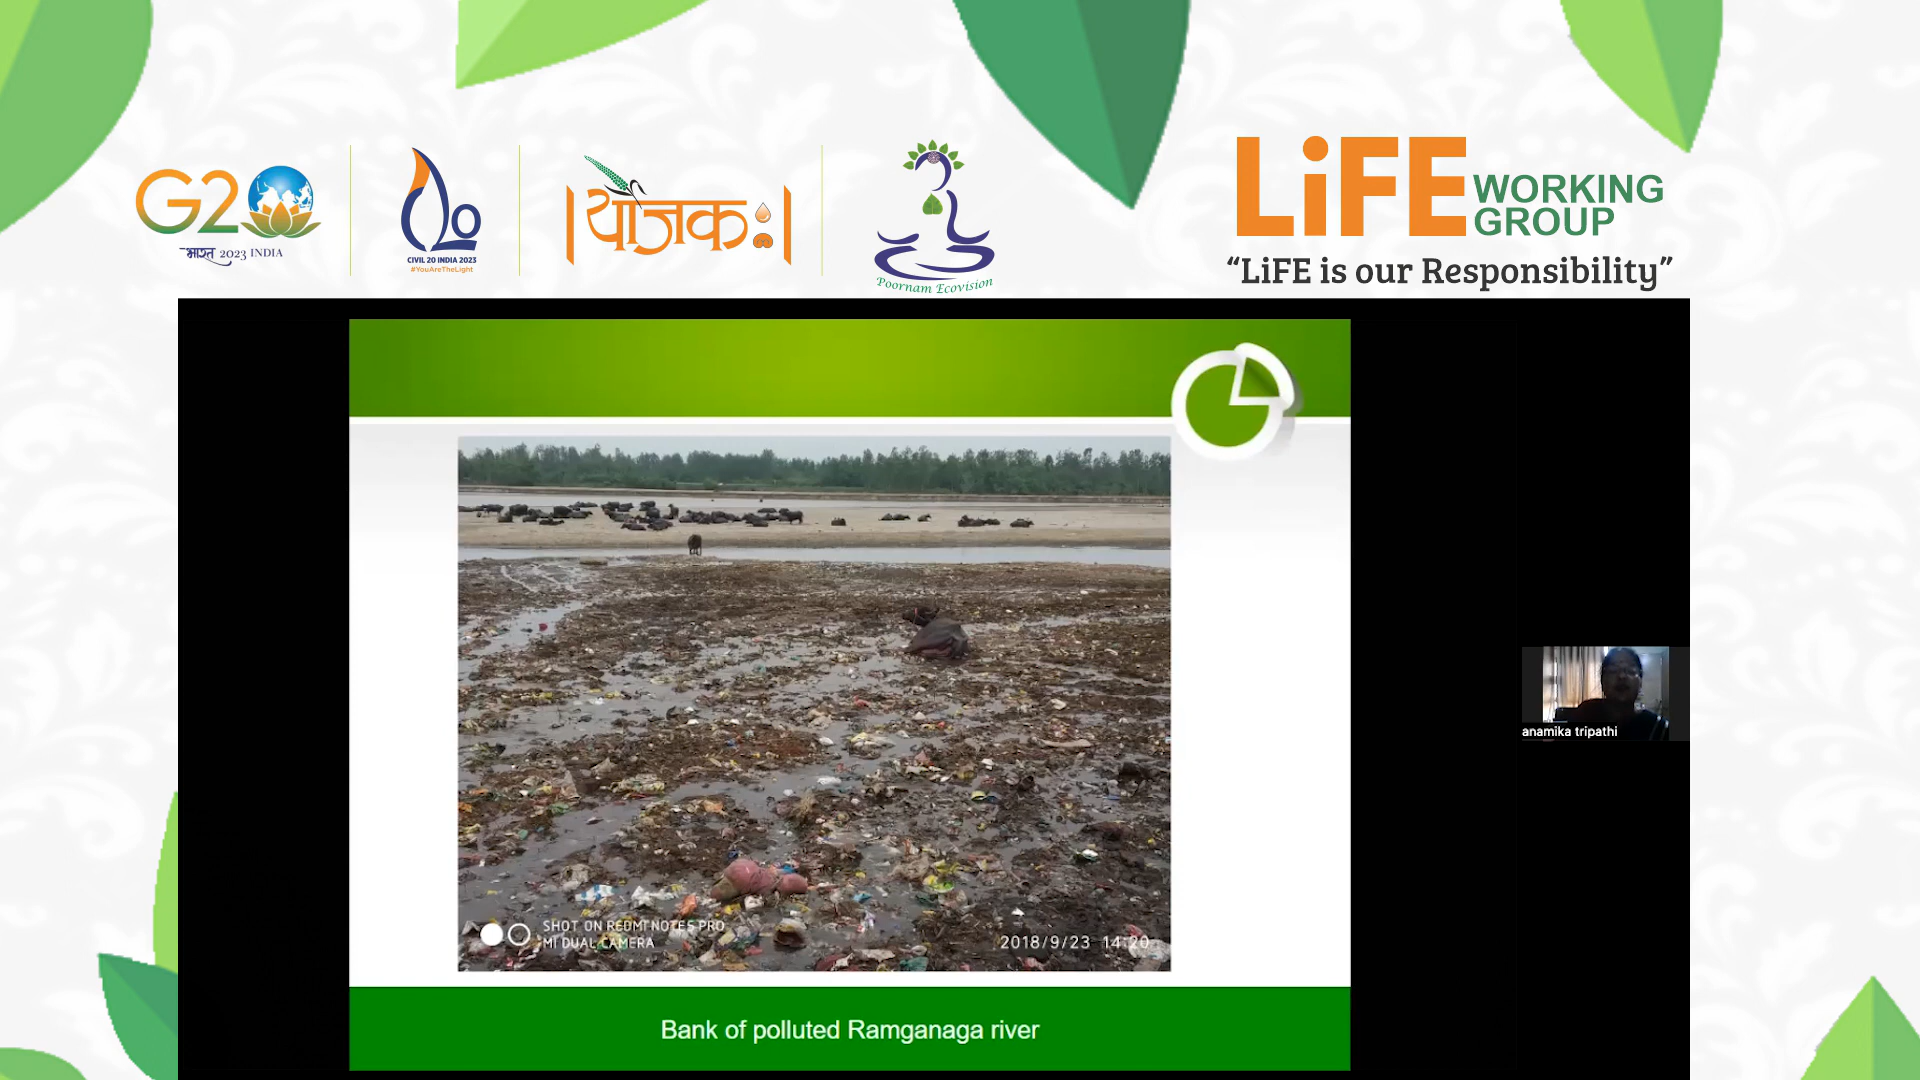 G20
भारत 2023 INDIA
C20
CIVIL 20 INDIA 2023
#YouAreTheLight
योजकः
Poornam Ecovision
LiFE WORKING
GROUP
“LiFE is our Responsibility”
SHOT ON REDMI NOTE5 PRO
MI DUAL CAMERA
2018/9/23 14:20
anamika tripathi
Bank of polluted Ramganaga river